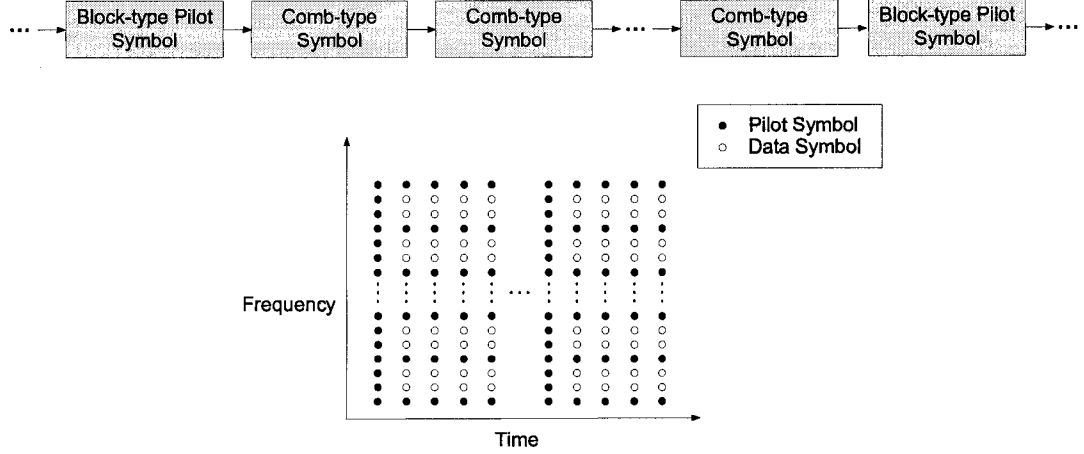 ... Block-type Pilot Symbol
Comb-type Symbol
Comb-type Symbol
...
Comb-type Symbol
Block-type Pilot Symbol
...
Pilot Symbol
Data Symbol
...
Frequency
Time